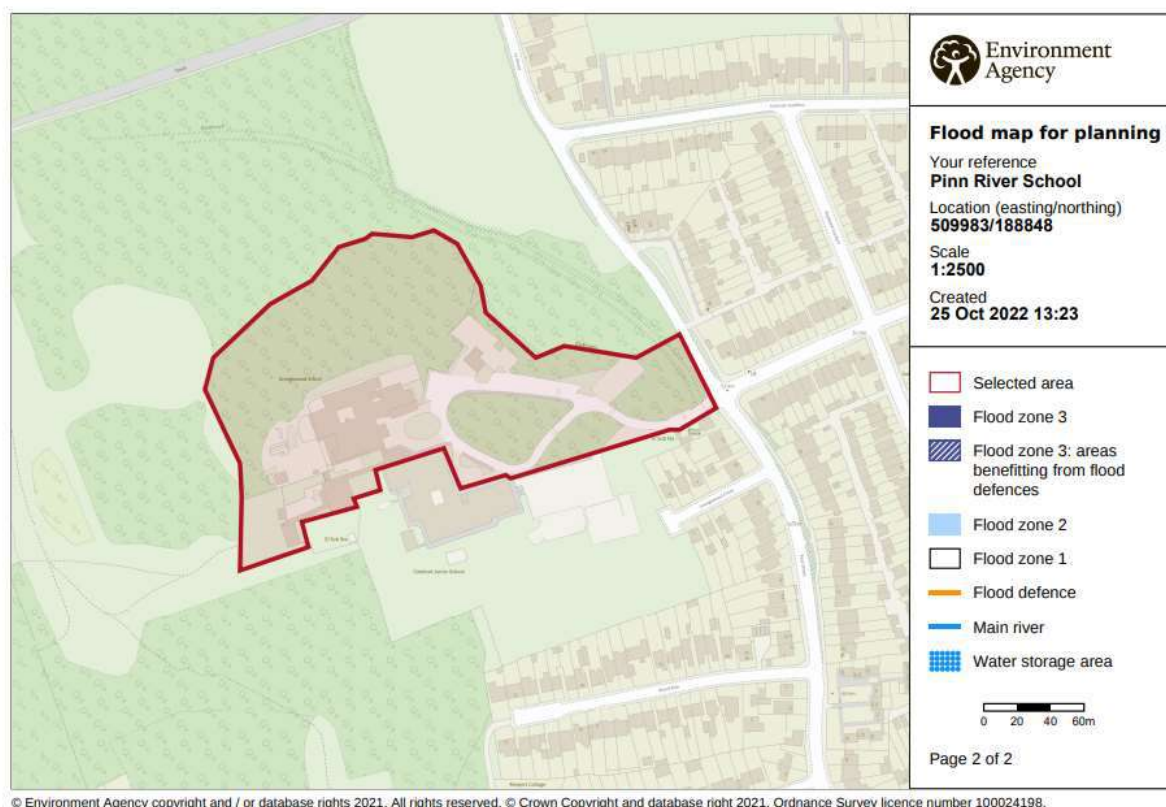 Environment
Agency
Flood map for planning
Your reference
Pinn River School
Location (easting/northing)
509983/188848
Scale
1:2500
Created
25 Oct 2022 13:23
Selected area
Flood zone 3
Flood zone 3: areas
benefitting from flood
defences
Flood zone 2
Flood zone 1
Flood defence
Main river
Water storage area
0 20 40 60m
Page 2 of 2
© Environment Agency copyright and / or database rights 2021. All rights reserved. © Crown Copyright and database right 2021. Ordnance Survey licence number 100024198.